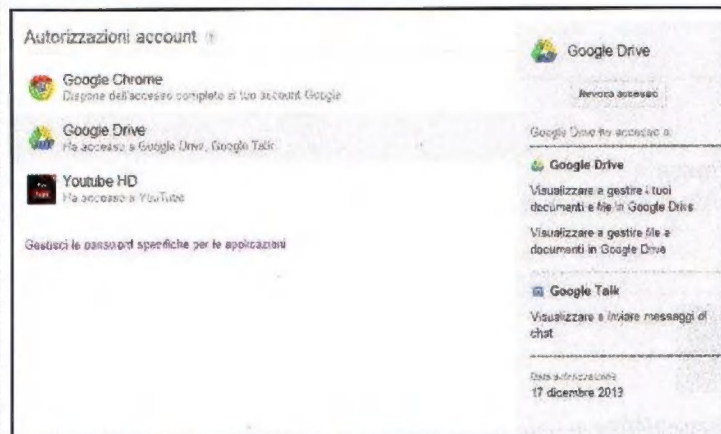 Autorizzazioni account
Google Chrome
Dispone dell'accesso completo al tuo account Google
Google Drive
Ha accesso a Google Drive, Google Talk
Youtube HD
Ha accesso a YouTube
Gestisci le password specifiche per le applicazioni
Google Drive
Revoca accesso
Google Drive ha accesso a:
Google Drive
Visualizzare e gestire i tuoi
documenti e file in Google Drive
Visualizzare e gestire file e
documenti in Google Drive
Google Talk
Visualizzare e inviare messaggi di
chat
Data autorizzazione
17 dicembre 2013